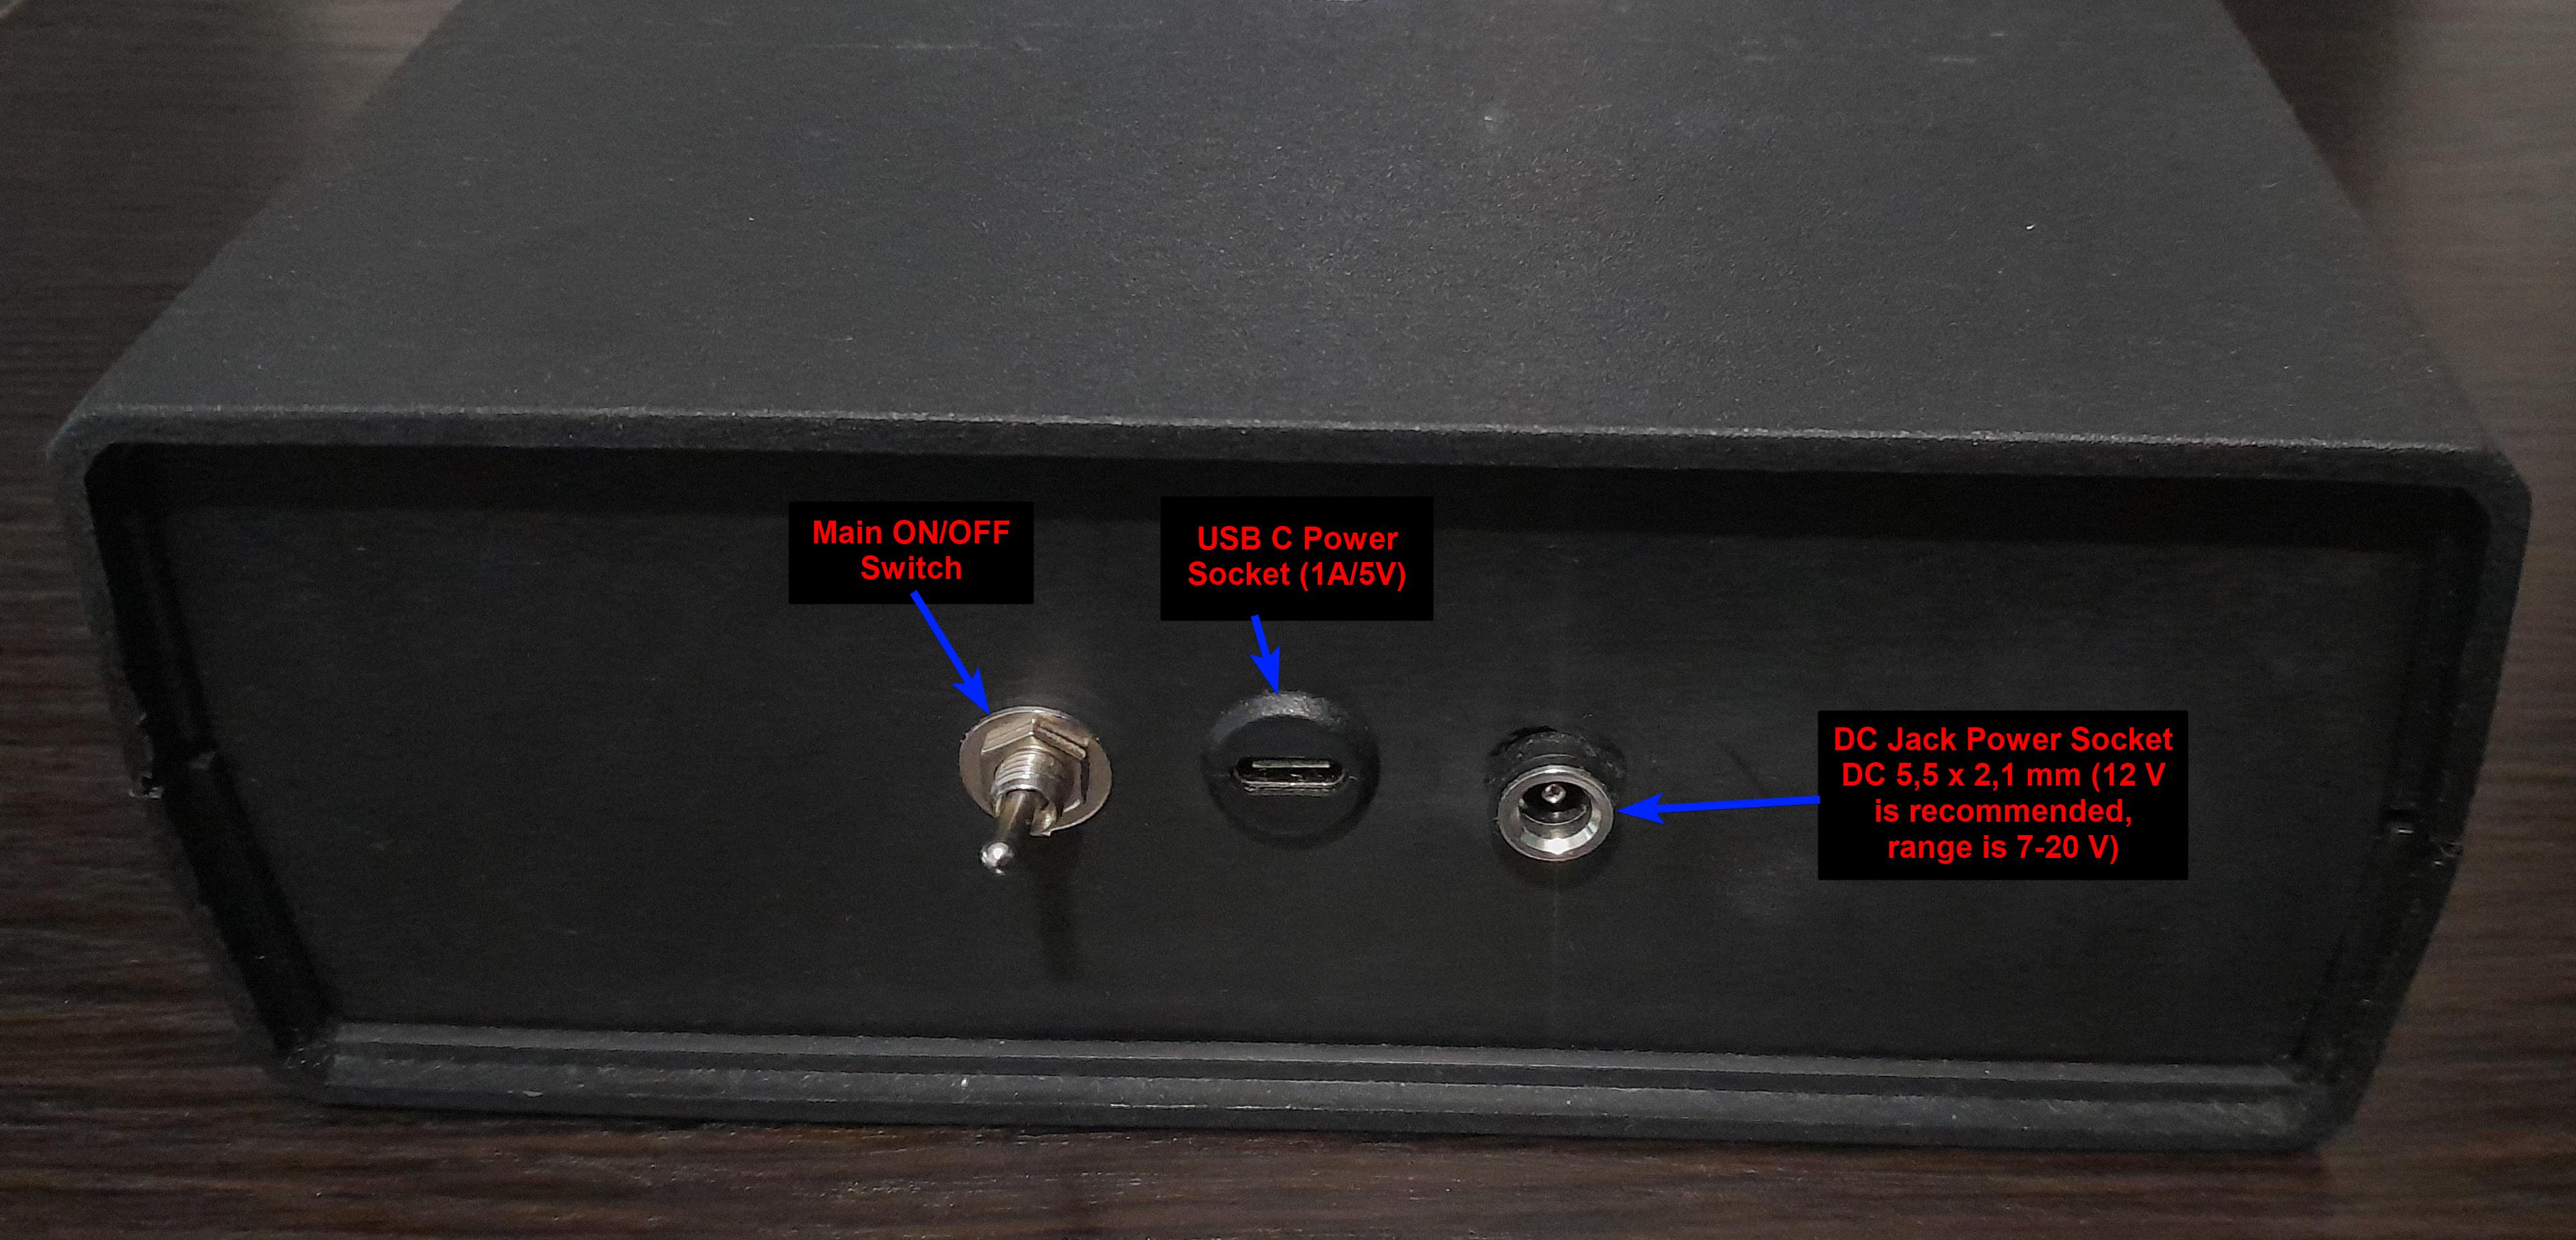 Main ON/OFF
Switch
USB C Power
Socket (1A/5V)
DC Jack Power Socket
DC 5,5 x 2,1 mm (12 V
is recommended,
range is 7-20 V)